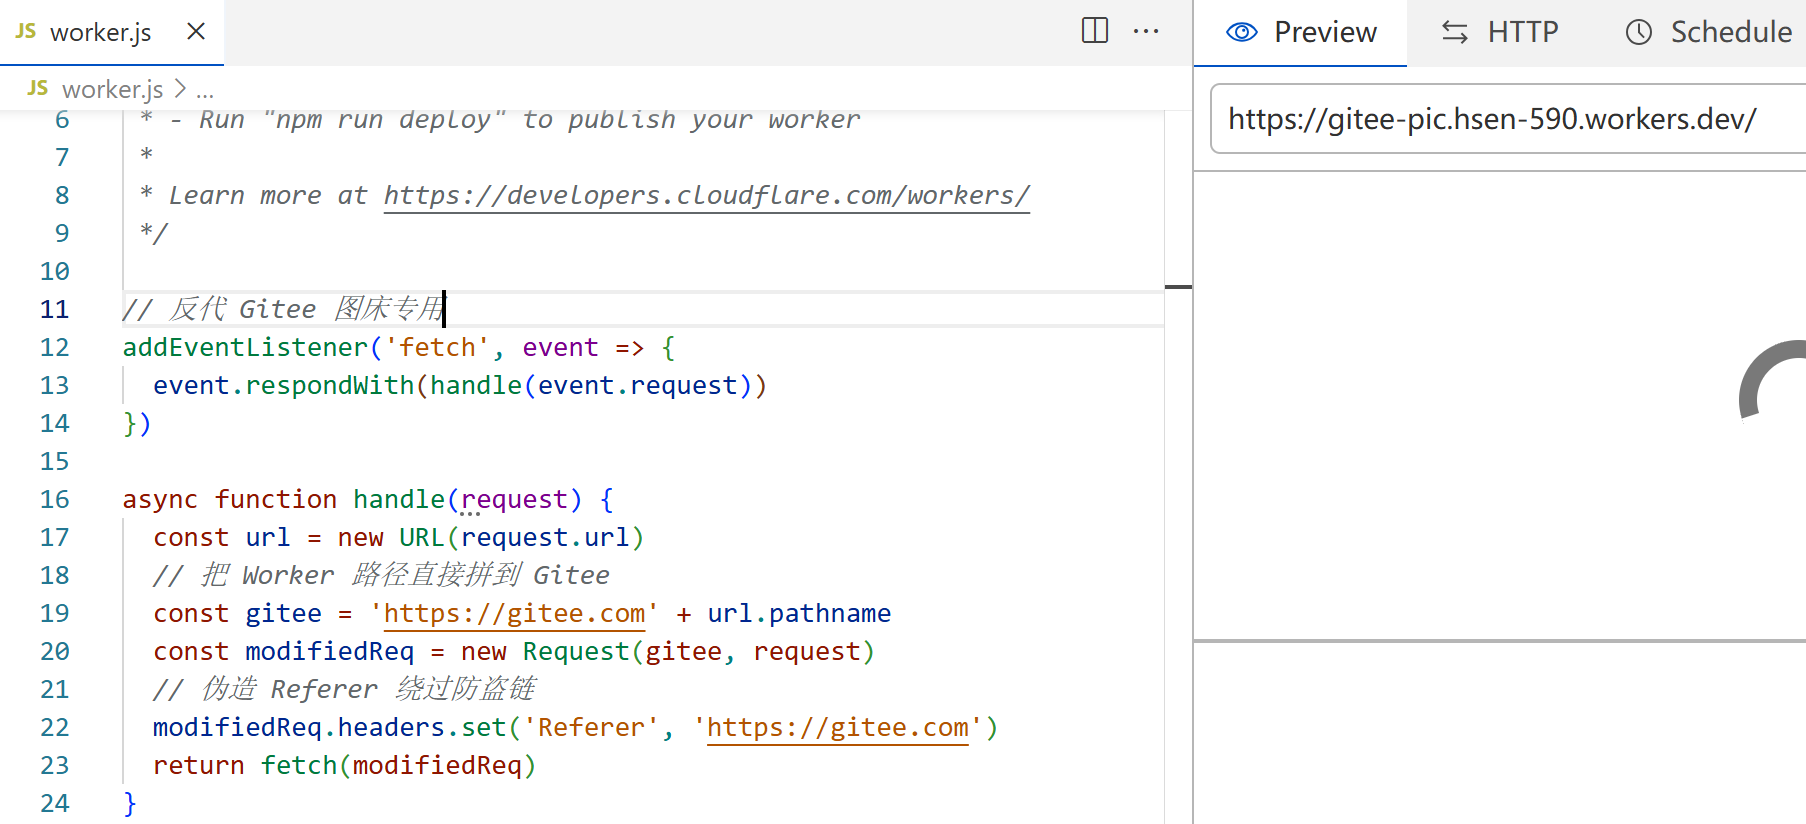 JS worker.js
Preview HTTP Schedule
JS worker.js > ...
https://gitee-pic.hsen-590.workers.dev/
6 * - Run "npm run deploy" to publish your worker
7 *
8 * Learn more at https://developers.cloudflare.com/workers/
9 */
10
11 // 反代 Gitee 图床专用
12 addEventListener('fetch', event => {
13 event.respondWith(handle(event.request))
14 })
15
16 async function handle(request) {
17 const url = new URL(request.url)
18 // 把 Worker 路径直接拼到 Gitee
19 const gitee = 'https://gitee.com' + url.pathname
20 const modifiedReq = new Request(gitee, request)
21 // 伪造 Referer 绕过防盗链
22 modifiedReq.headers.set('Referer', 'https://gitee.com')
23 return fetch(modifiedReq)
24 }